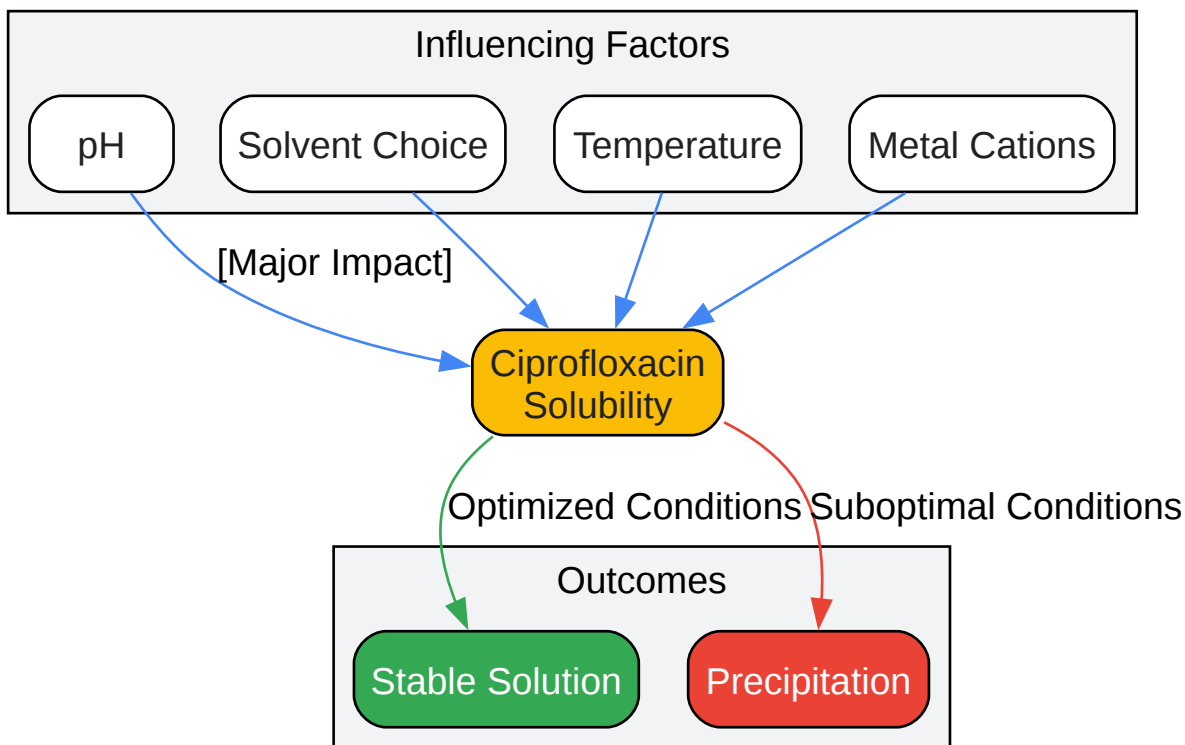 Influencing Factors
pH
Solvent Choice
Temperature
Metal Cations
[Major Impact]
Ciprofloxacin
Solubility
Optimized Conditions
Suboptimal Conditions
Outcomes
Stable Solution
Precipitation